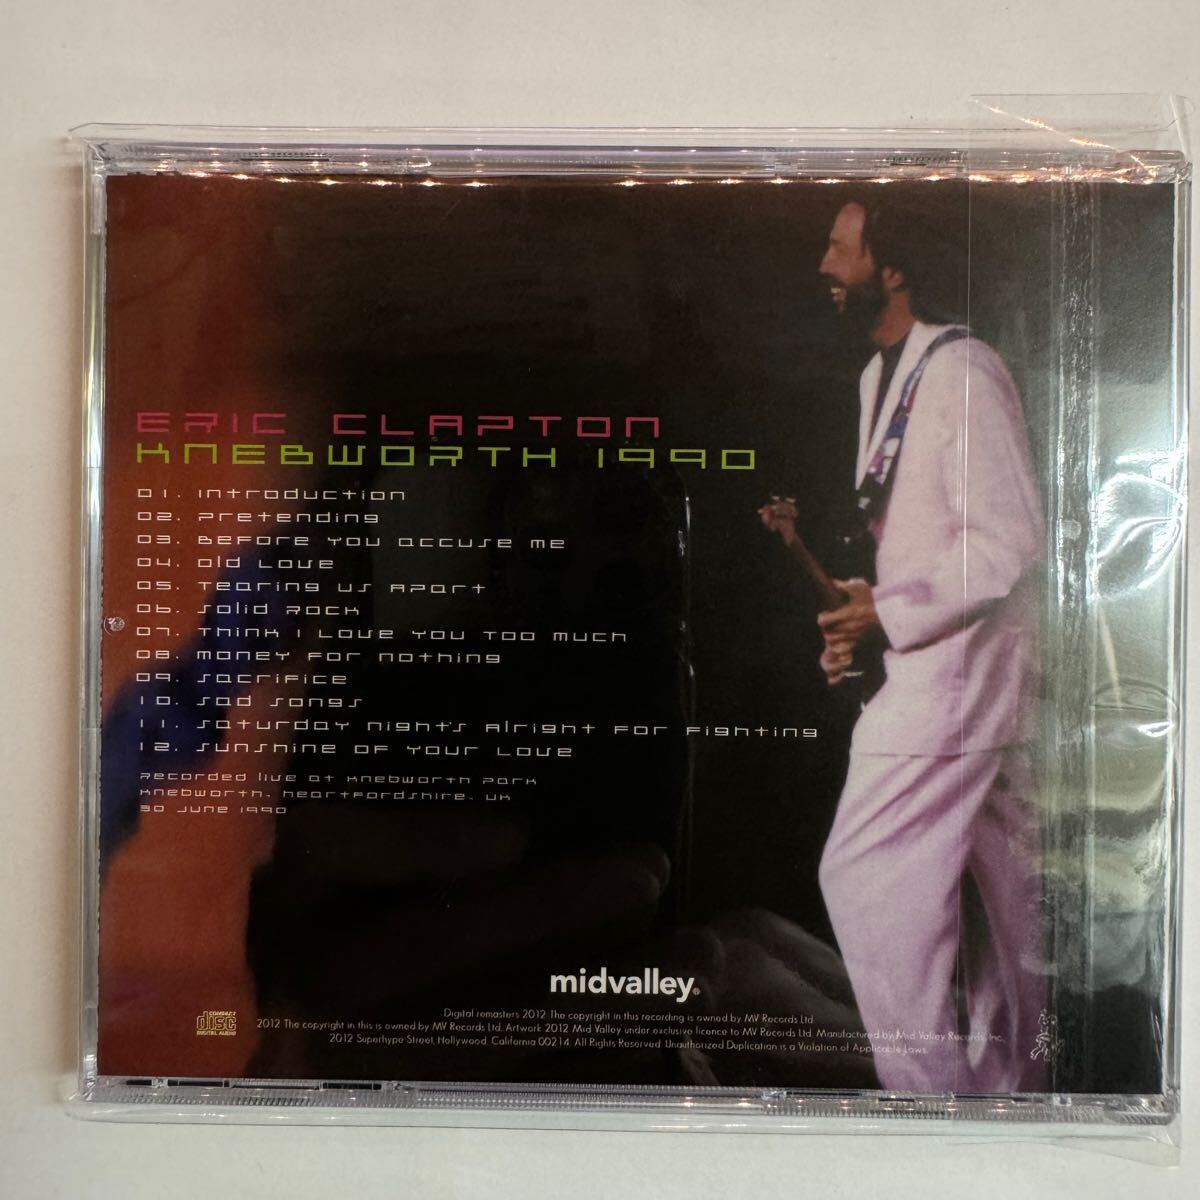 ERIC CLAPTON
KNEBWORTH 1990
01. Introduction
02. Pretending
03. Before You Accuse Me
04. Old Love
05. Tearing Us Apart
06. Solid Rock
07. Think I Love You Too Much
08. Money For Nothing
09. Sacrifice
10. Sad Songs
11. Saturday Night's Alright For Fighting
12. Sunshine Of Your Love
Recorded live at Knebworth Park
Knebworth, Heartfordshire, UK
30 June 1990
midvalley®
COMPACT
disc
DIGITAL AUDIO
Digital remasters 2012 The copyright in this recording is owned by MV Records Ltd.
2012 The copyright in this is owned by MV Records Ltd. Artwork 2012 Mid Valley under exclusive licence to MV Records Ltd. Manufactured by Mid Valley Records, Inc.,
2012 Superhype Street, Hollywood, California 00214. All Rights Reserved. Unauthorized Duplication is a Violation of Applicable Laws.